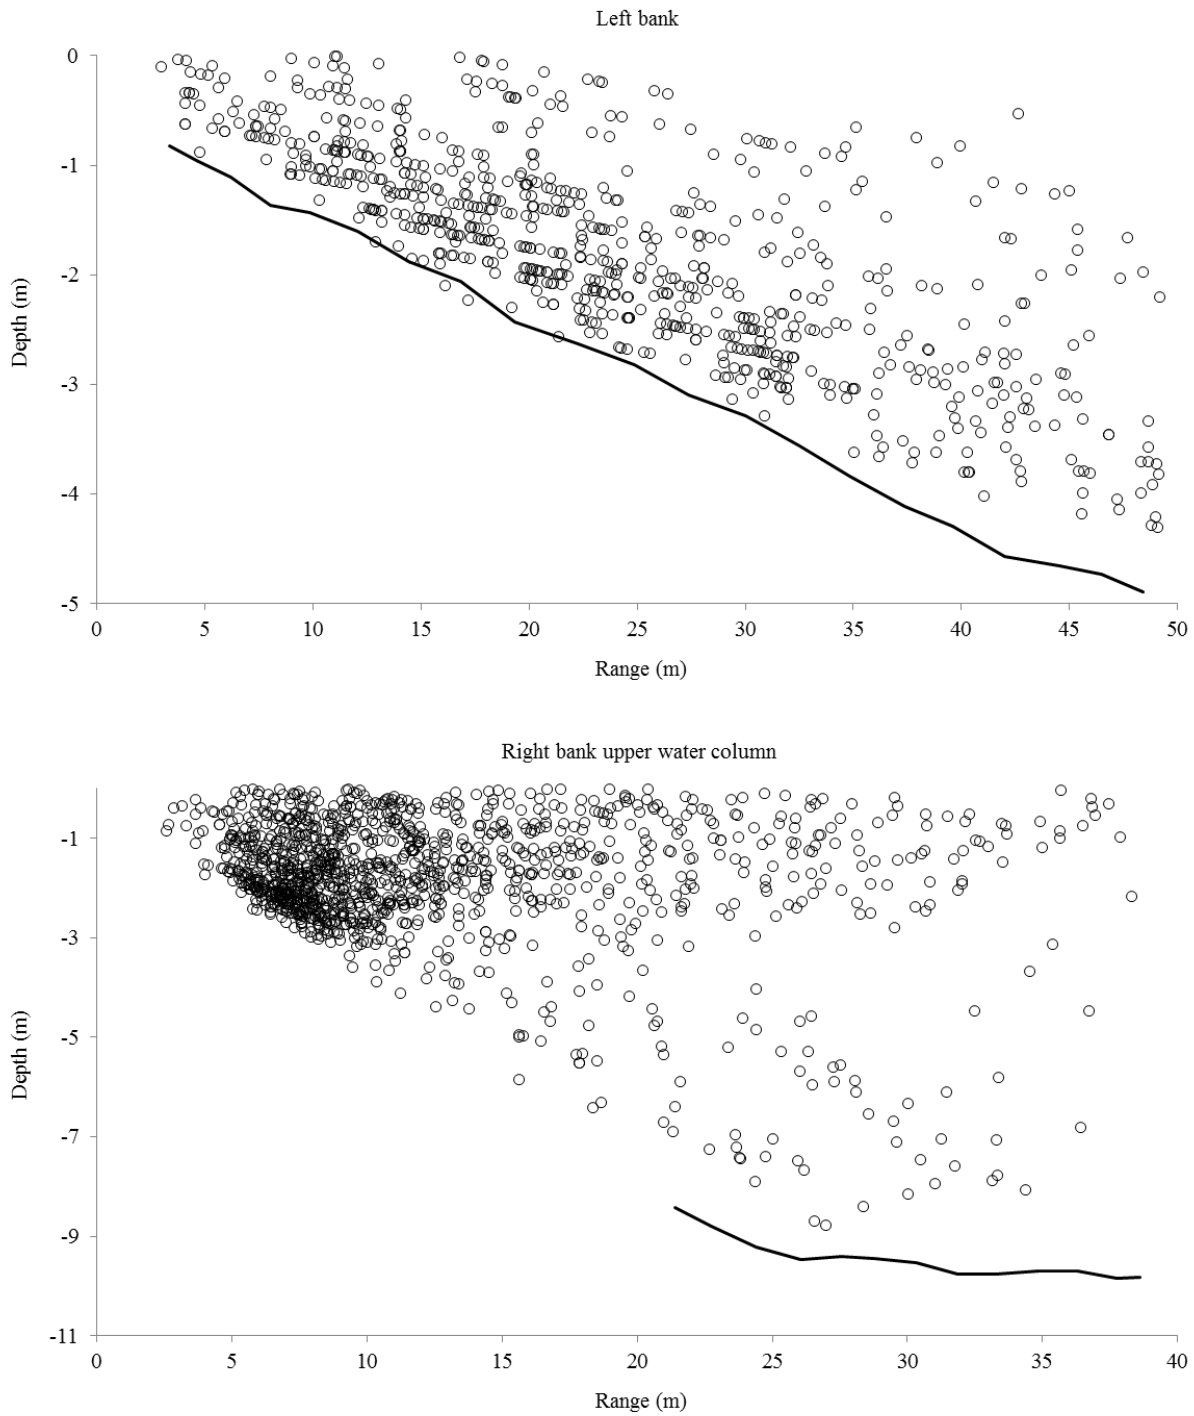 Left bank
0
-1
-2
-3
-4
-5
Depth (m)
0 5 10 15 20 25 30 35 40 45 50
Range (m)
Right bank upper water column
-1
-3
-5
-7
-9
-11
Depth (m)
0 5 10 15 20 25 30 35 40
Range (m)